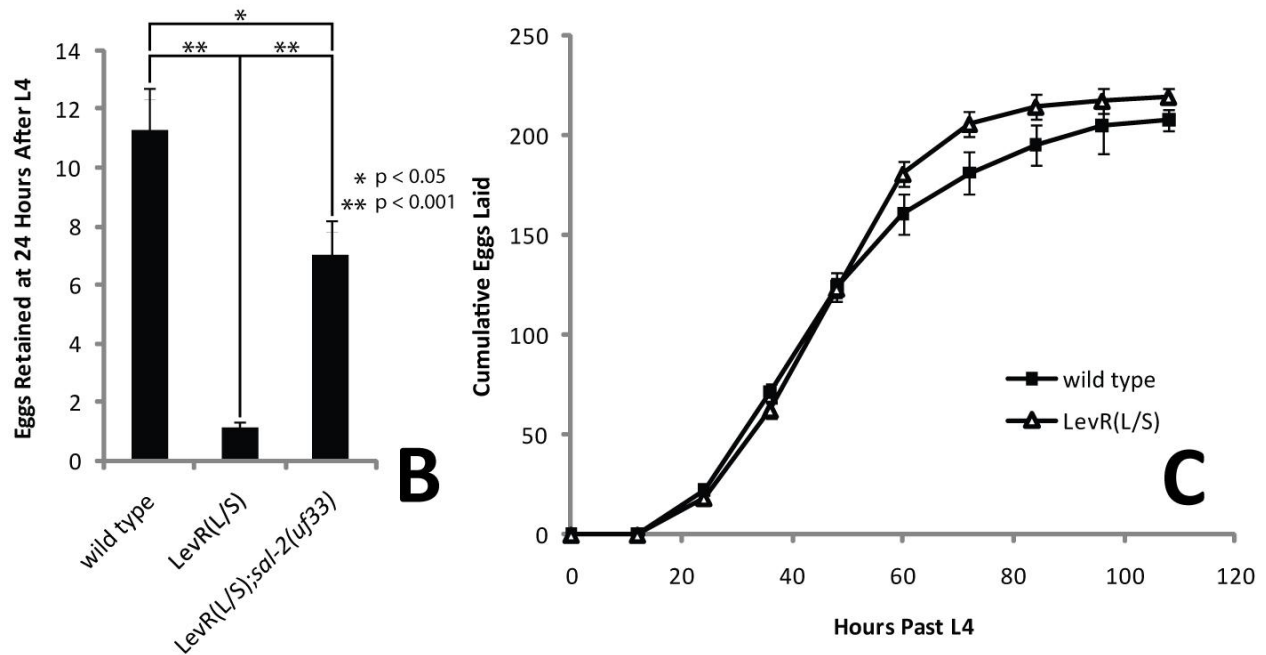 *
**
**
14
12
10
8
6
4
2
0
Eggs Retained at 24 Hours After L4
* p < 0.05
** p < 0.001
wild type
LevR(L/S)
LevR(L/S);sal-2(uf33)
B
250
200
150
100
50
0
Cumulative Eggs Laid
wild type
LevR(L/S)
C
0 20 40 60 80 100 120
Hours Past L4